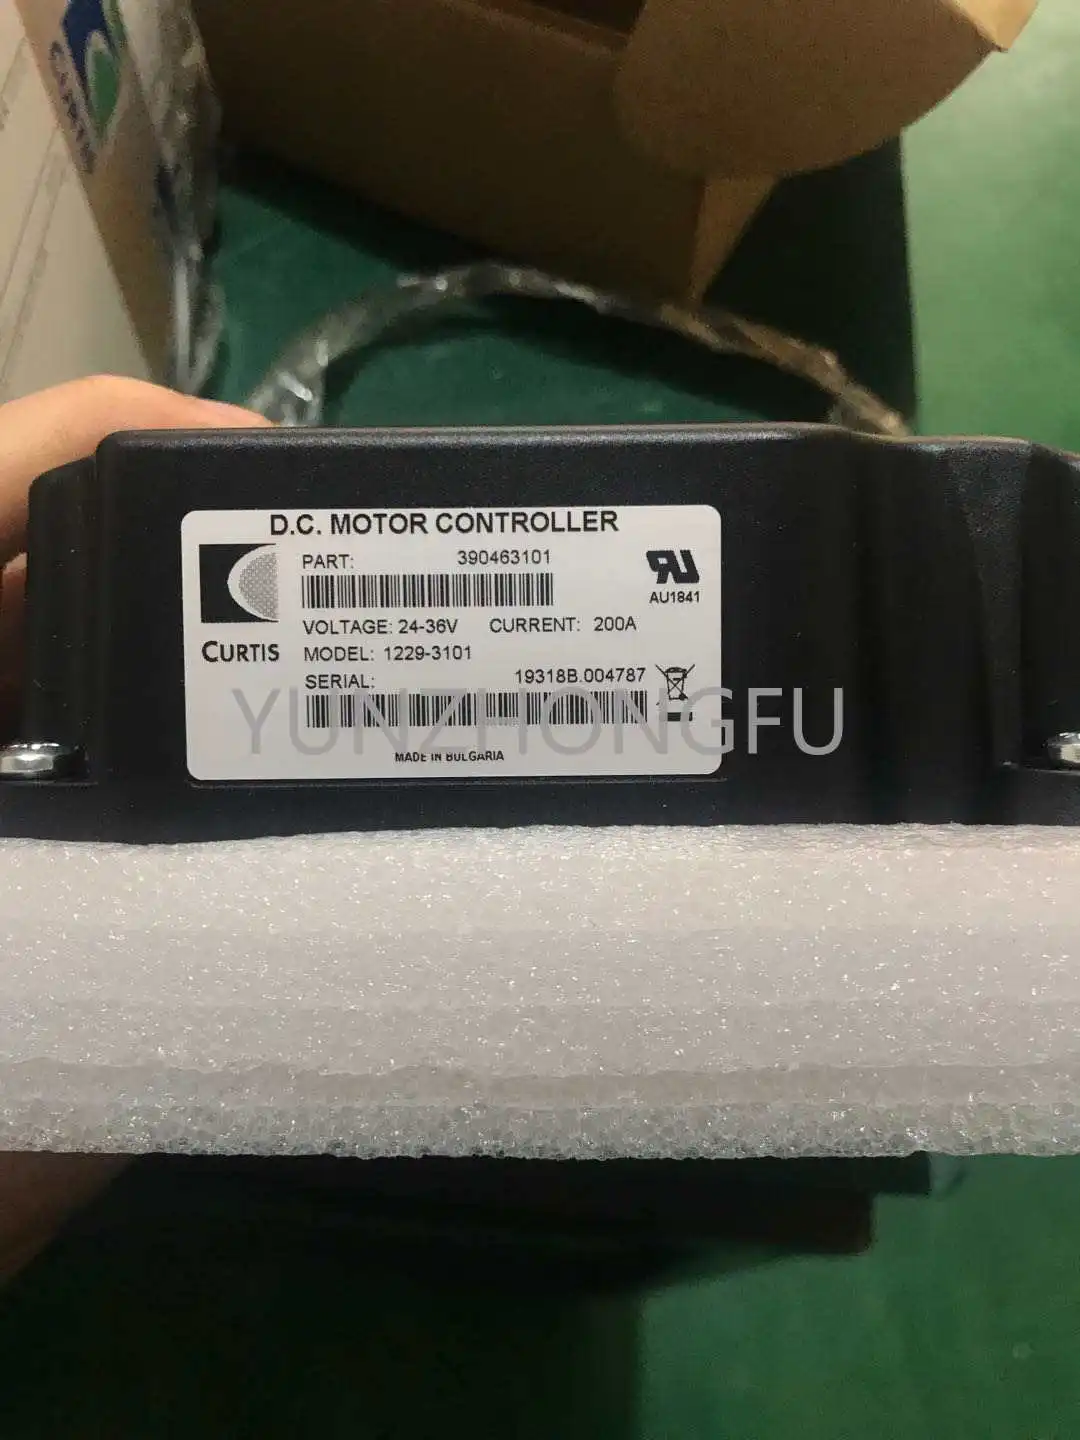 CURTIS
D.C. MOTOR CONTROLLER
PART: 390463101
AU1841
VOLTAGE: 24-36V CURRENT: 200A
CURTIS MODEL: 1229-3101
SERIAL: 19318B.004787
YUNZHONGFU
MADE IN BULGARIA